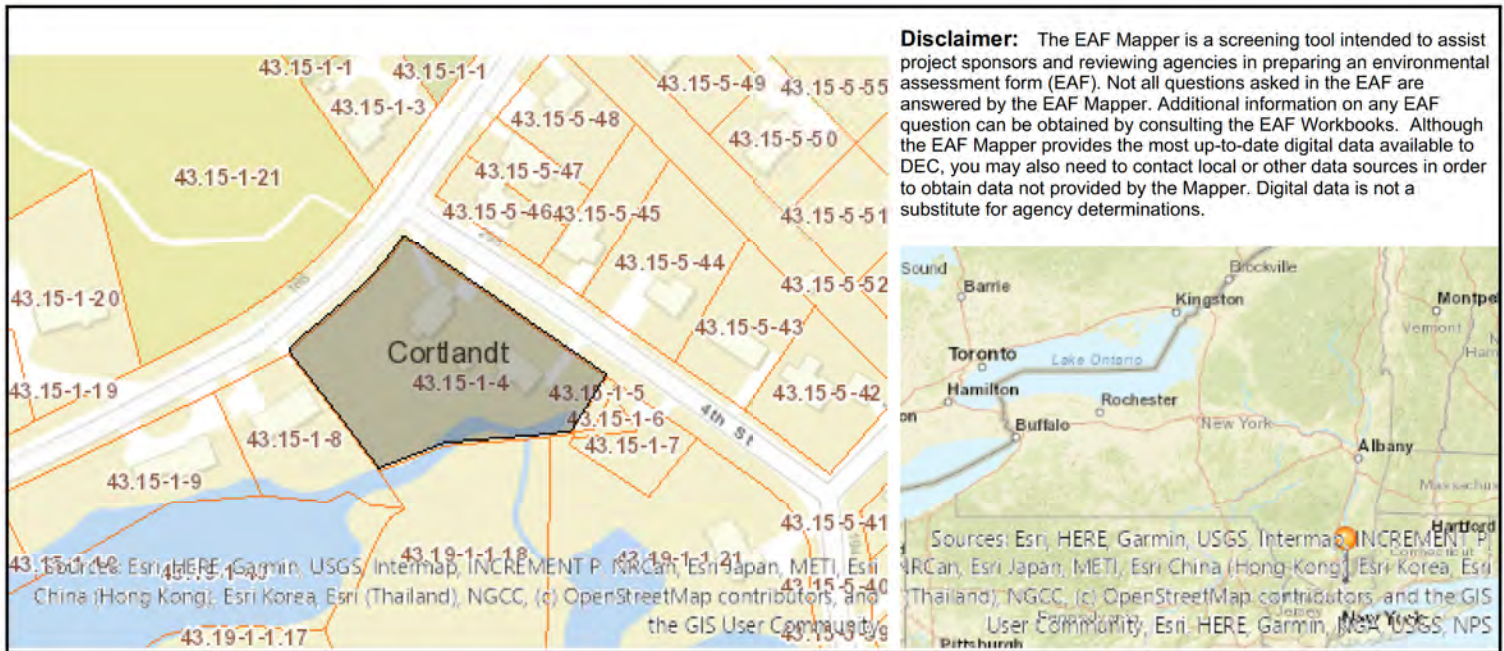 Disclaimer: The EAF Mapper is a screening tool intended to assist
project sponsors and reviewing agencies in preparing an environmental
assessment form (EAF). Not all questions asked in the EAF are
answered by the EAF Mapper. Additional information on any EAF
question can be obtained by consulting the EAF Workbooks. Although
the EAF Mapper provides the most up-to-date digital data available to
DEC, you may also need to contact local or other data sources in order
to obtain data not provided by the Mapper. Digital data is not a
substitute for agency determinations.
43.15-1-1
43.15-1-1
43.15-1-3
43.15-5-49
43.15-5-55
43.15-5-48
43.15-5-50
43.15-1-21
43.15-5-47
43.15-5-46
43.15-5-45
43.15-5-51
43.15-5-44
43.15-5-52
43.15-1-20
43.15-5-43
Cortlandt
43.15-1-4
43.15-1-19
43.15-1-5
43.15-5-42
43.15-1-6
4th St
43.15-1-8
43.15-1-7
43.15-1-9
43.15-5-41
43.19-1-1.18
43.19-1-1.21
Sources: Esri, HERE, Garmin, USGS, Intermap, INCREMENT P, NRCan, Esri Japan, METI, Esri
China (Hong Kong), Esri Korea, Esri (Thailand), NGCC, (c) OpenStreetMap contributors, and
the GIS User Community
43.19-1-1.17
Sound
Barrie
Brockville
Kingston
Montpel
Vermont
Toronto
Lake Ontario
Hamilton
Rochester
Buffalo
New York
Albany
Massachus
Hartford
Sources: Esri, HERE, Garmin, USGS, Intermap, INCREMENT P,
NRCan, Esri Japan, METI, Esri China (Hong Kong), Esri Korea, Esri
(Thailand), NGCC, (c) OpenStreetMap contributors, and the GIS
User Community, Esri, HERE, Garmin, NGA, USGS, NPS
New York
Pittsburgh